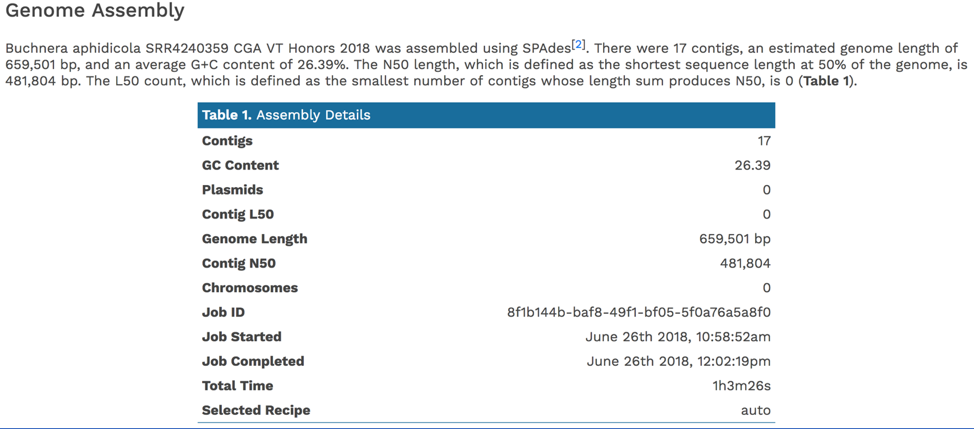 Genome Assembly
Buchnera aphidicola SRR4240359 CGA VT Honors 2018 was assembled using SPAdes[2]. There were 17 contigs, an estimated genome length of
659,501 bp, and an average G+C content of 26.39%. The N50 length, which is defined as the shortest sequence length at 50% of the genome, is
481,804 bp. The L50 count, which is defined as the smallest number of contigs whose length sum produces N50, is 0 (Table 1).
Table 1. Assembly Details
Contigs 17
GC Content 26.39
Plasmids 0
Contig L50 0
Genome Length 659,501 bp
Contig N50 481,804
Chromosomes 0
Job ID 8f1b144b-baf8-49f1-bf05-5f0a76a5a8f0
Job Started June 26th 2018, 10:58:52am
Job Completed June 26th 2018, 12:02:19pm
Total Time 1h3m26s
Selected Recipe auto